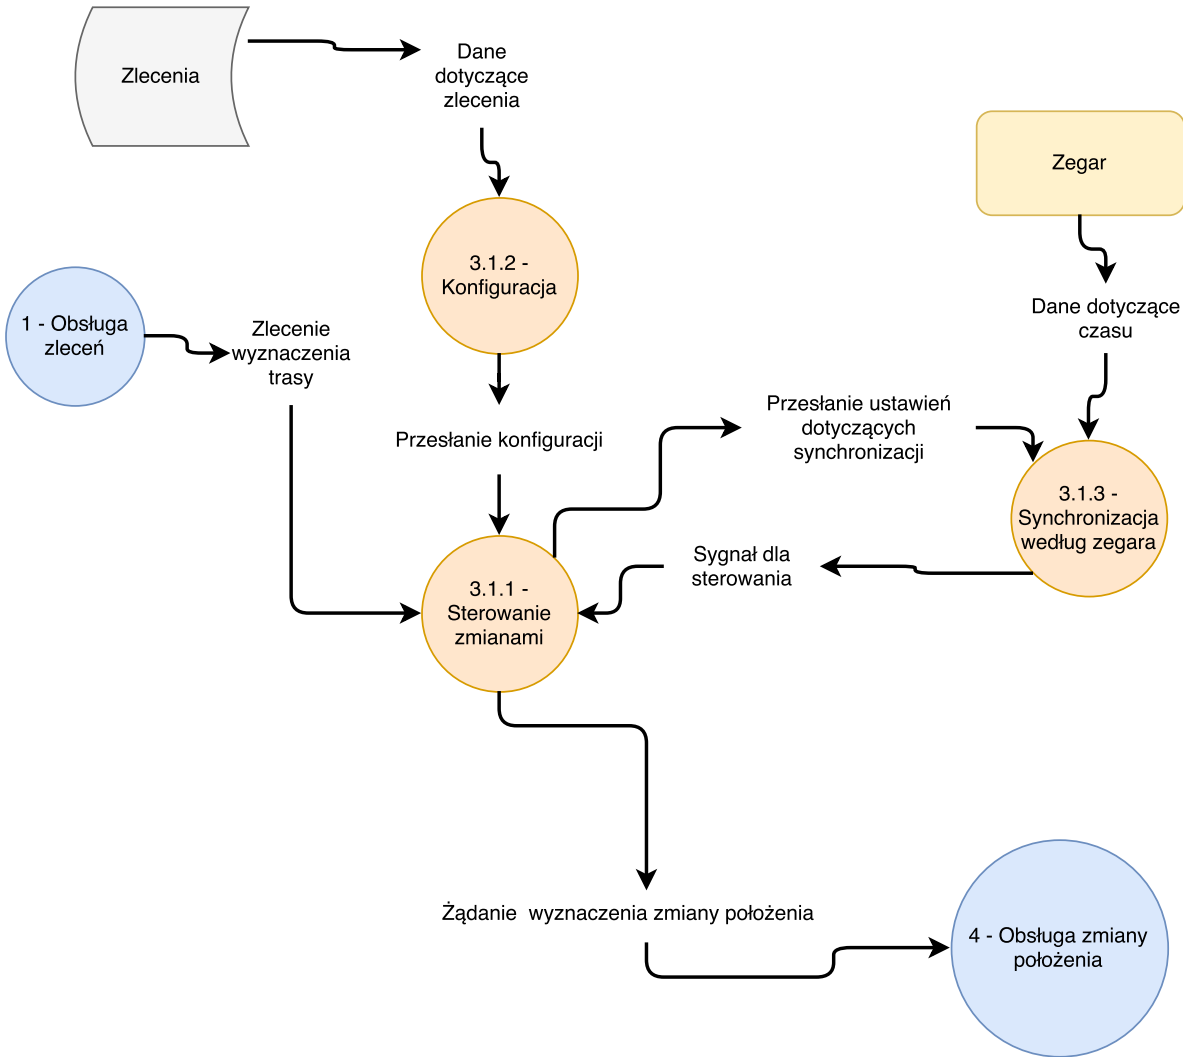 Zlecenia
Dane
dotyczące
zlecenia
Zegar
3.1.2 -
Konfiguracja
1 - Obsługa
zleceń
Zlecenie
wyznaczenia
trasy
Dane dotyczące
czasu
Przesłanie konfiguracji
Przesłanie ustawień
dotyczących
synchronizacji
3.1.3 -
Synchronizacja
według zegara
Sygnał dla
sterowania
3.1.1 -
Sterowanie
zmianami
Żądanie  wyznaczenia zmiany położenia
4 - Obsługa zmiany
położenia